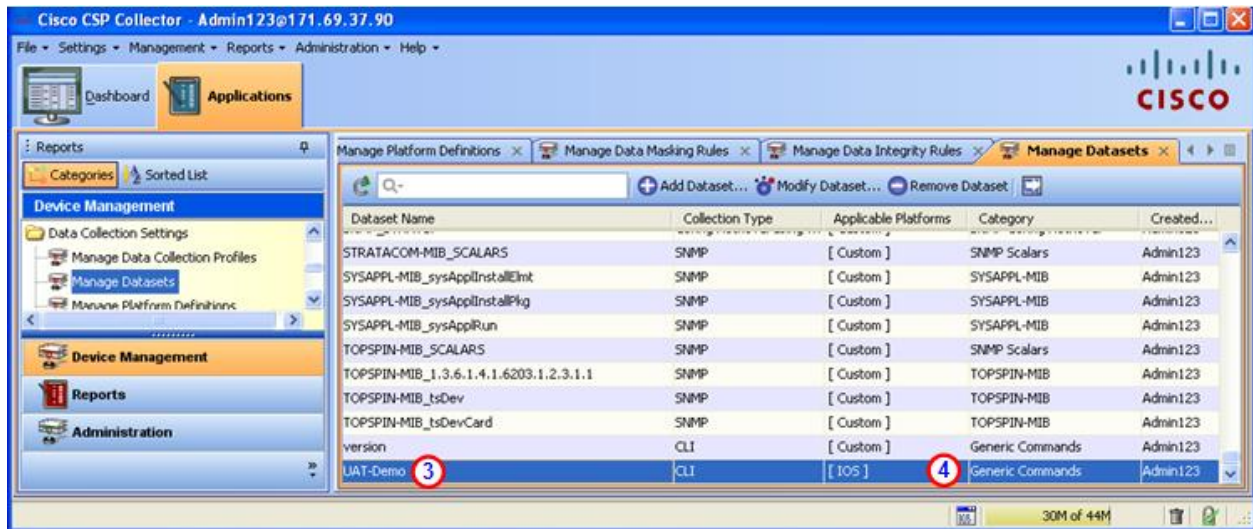 Cisco CSP Collector - Admin123@171.69.37.90
File Settings Management Reports Administration Help
Dashboard Applications
CISCO
Reports
Categories Sorted List
Device Management
Data Collection Settings
Manage Data Collection Profiles
Manage Datasets
Manage Platform Definitions
Device Management
Reports
Administration
Manage Platform Definitions Manage Data Masking Rules Manage Data Integrity Rules Manage Datasets
Add Dataset... Modify Dataset... Remove Dataset
Dataset Name Collection Type Applicable Platforms Category Created...
STRATACOM-MIB_SCALARS SNMP [ Custom ] SNMP Scalars Admin123
SYSAPPL-MIB_sysApplInstallElmt SNMP [ Custom ] SYSAPPL-MIB Admin123
SYSAPPL-MIB_sysApplInstallPkg SNMP [ Custom ] SYSAPPL-MIB Admin123
SYSAPPL-MIB_sysApplRun SNMP [ Custom ] SYSAPPL-MIB Admin123
TOPSPIN-MIB_SCALARS SNMP [ Custom ] SNMP Scalars Admin123
TOPSPIN-MIB_1.3.6.1.4.1.6203.1.2.3.1.1 SNMP [ Custom ] TOPSPIN-MIB Admin123
TOPSPIN-MIB_tsDev SNMP [ Custom ] TOPSPIN-MIB Admin123
TOPSPIN-MIB_tsDevCard SNMP [ Custom ] TOPSPIN-MIB Admin123
version CLI [ Custom ] Generic Commands Admin123
UAT-Demo 3 CLI [ IOS ] 4 Generic Commands Admin123
30M of 44M